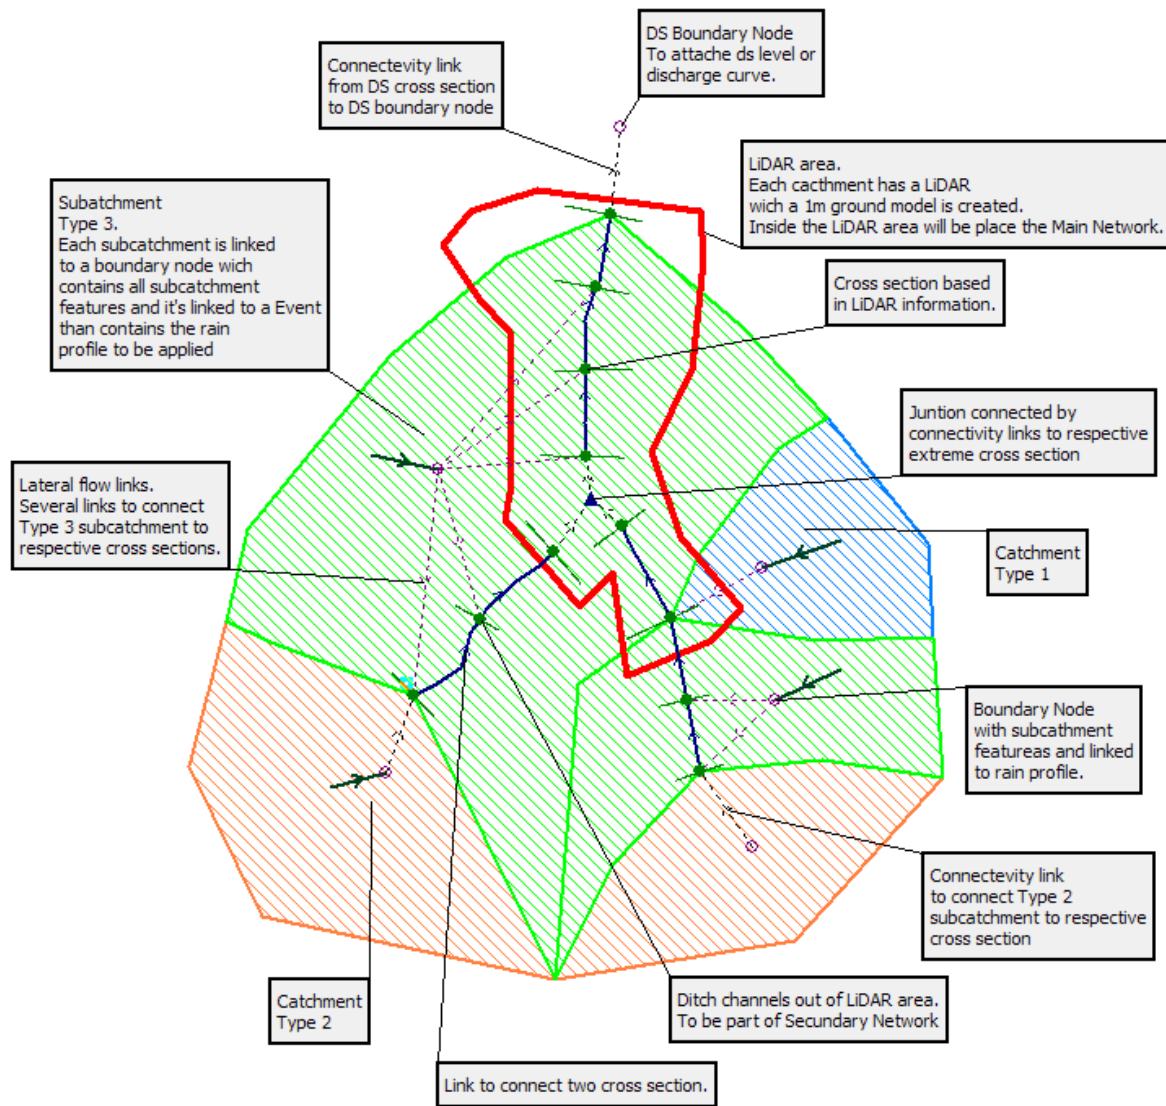 DS Boundary Node
To attache ds level or
discharge curve.
Connectevity link
from DS cross section
to DS boundary node
LiDAR area.
Each cacthment has a LiDAR
wich a 1m ground model is created.
Inside the LiDAR area will be place the Main Network.
Subatchment
Type 3.
Each subcatchment is linked
to a boundary node wich
contains all subcatchment
features and it's linked to a Event
than contains the rain
profile to be applied
Cross section based
in LiDAR information.
Juntion connected by
connectivity links to respective
extreme cross section
Lateral flow links.
Several links to connect
Type 3 subcatchment to
respective cross sections.
Catchment
Type 1
Boundary Node
with subcathment
featureas and linked
to rain profile.
Connectevity link
to connect Type 2
subcatchment to respective
cross section
Catchment
Type 2
Ditch channels out of LiDAR area.
To be part of Secundary Network
Link to connect two cross section.